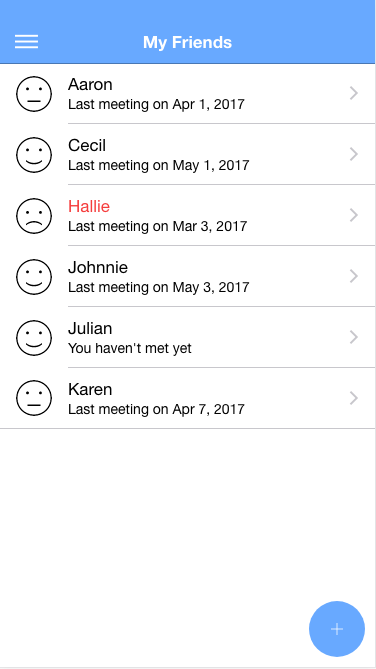 My Friends
Aaron
Last meeting on Apr 1, 2017
Cecil
Last meeting on May 1, 2017
Hallie
Last meeting on Mar 3, 2017
Johnnie
Last meeting on May 3, 2017
Julian
You haven't met yet
Karen
Last meeting on Apr 7, 2017
+